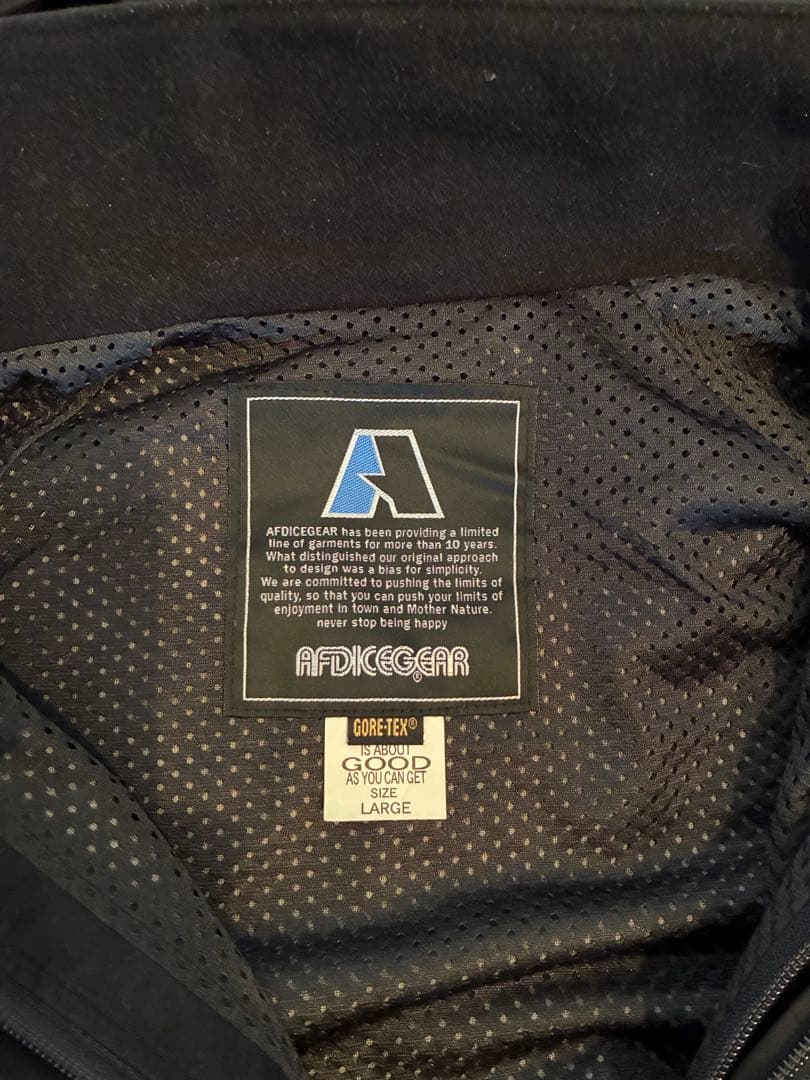 AFDICEGEAR has been providing a limited
line of garments for more than 10 years.
What distinguished our original approach
to design was a bias for simplicity.
We are committed to pushing the limits of
quality, so that you can push your limits of
enjoyment in town and Mother Nature.
never stop being happy
AFDICEGEAR®
GORE-TEX®
IS ABOUT
GOOD
AS YOU CAN GET
SIZE
LARGE